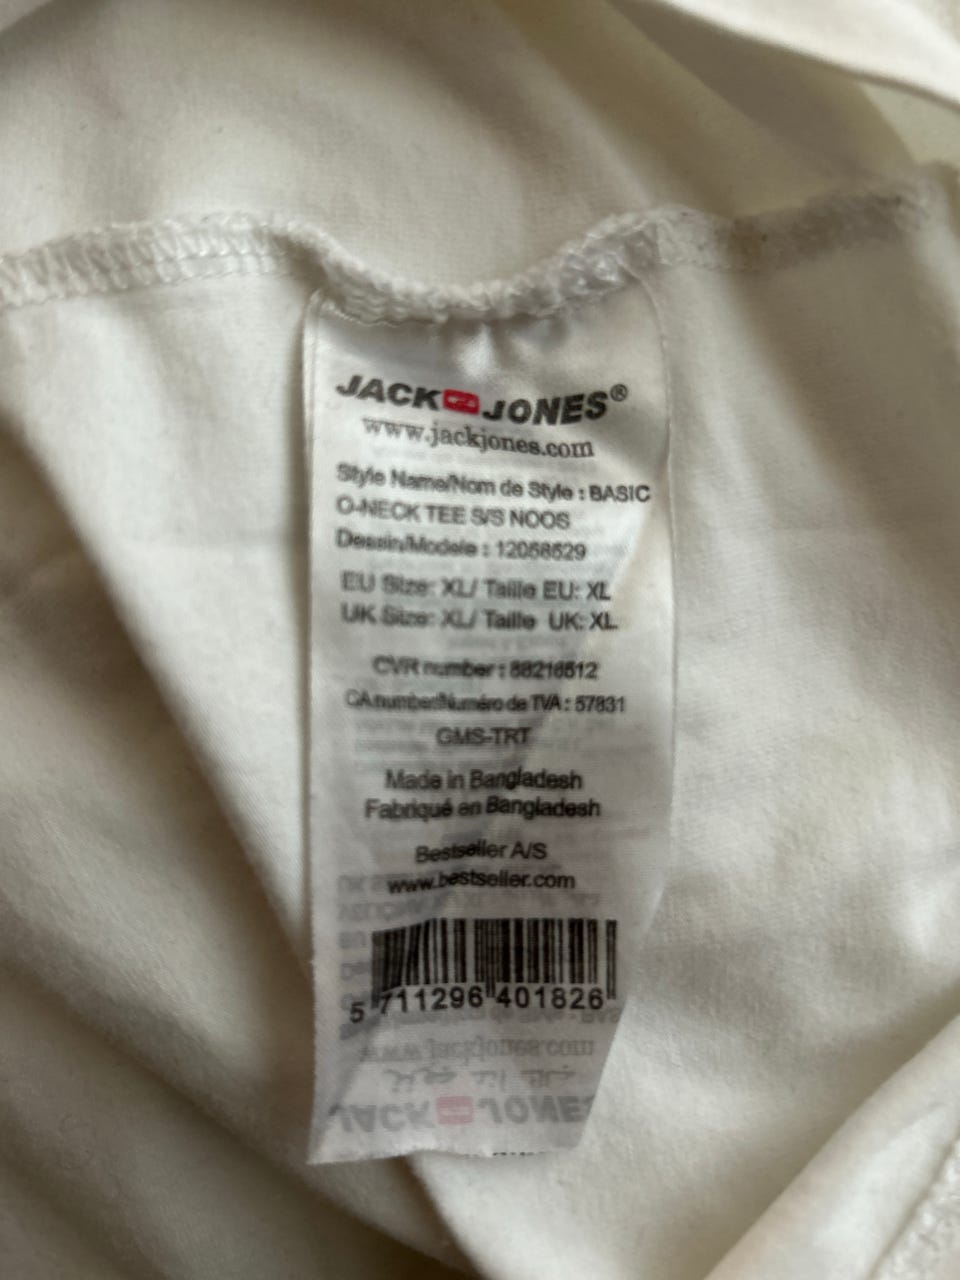 JACK JONES®
www.jackjones.com
Style Name/Nom de Style : BASIC
O-NECK TEE S/S NOOS
Dessin/Modele : 12058529
EU Size: XL/ Taille EU: XL
UK Size: XL/ Taille UK: XL
CVR number : 88216512
CA number/Numéro de TVA : 57831
GMS-TRT
Made in Bangladesh
Fabriqué en Bangladesh
Bestseller A/S
www.bestseller.com
5 711296 401826